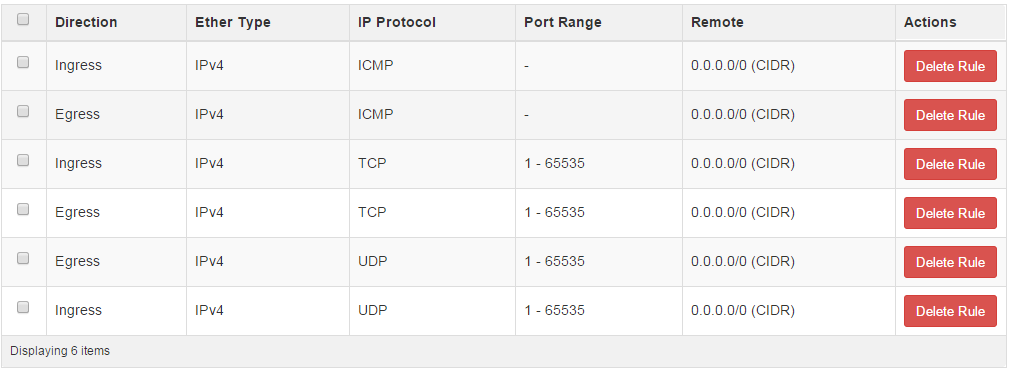 Direction Ether Type IP Protocol Port Range Remote Actions
Ingress IPv4 ICMP - 0.0.0.0/0 (CIDR) Delete Rule
Egress IPv4 ICMP - 0.0.0.0/0 (CIDR) Delete Rule
Ingress IPv4 TCP 1 - 65535 0.0.0.0/0 (CIDR) Delete Rule
Egress IPv4 TCP 1 - 65535 0.0.0.0/0 (CIDR) Delete Rule
Egress IPv4 UDP 1 - 65535 0.0.0.0/0 (CIDR) Delete Rule
Ingress IPv4 UDP 1 - 65535 0.0.0.0/0 (CIDR) Delete Rule
Displaying 6 items